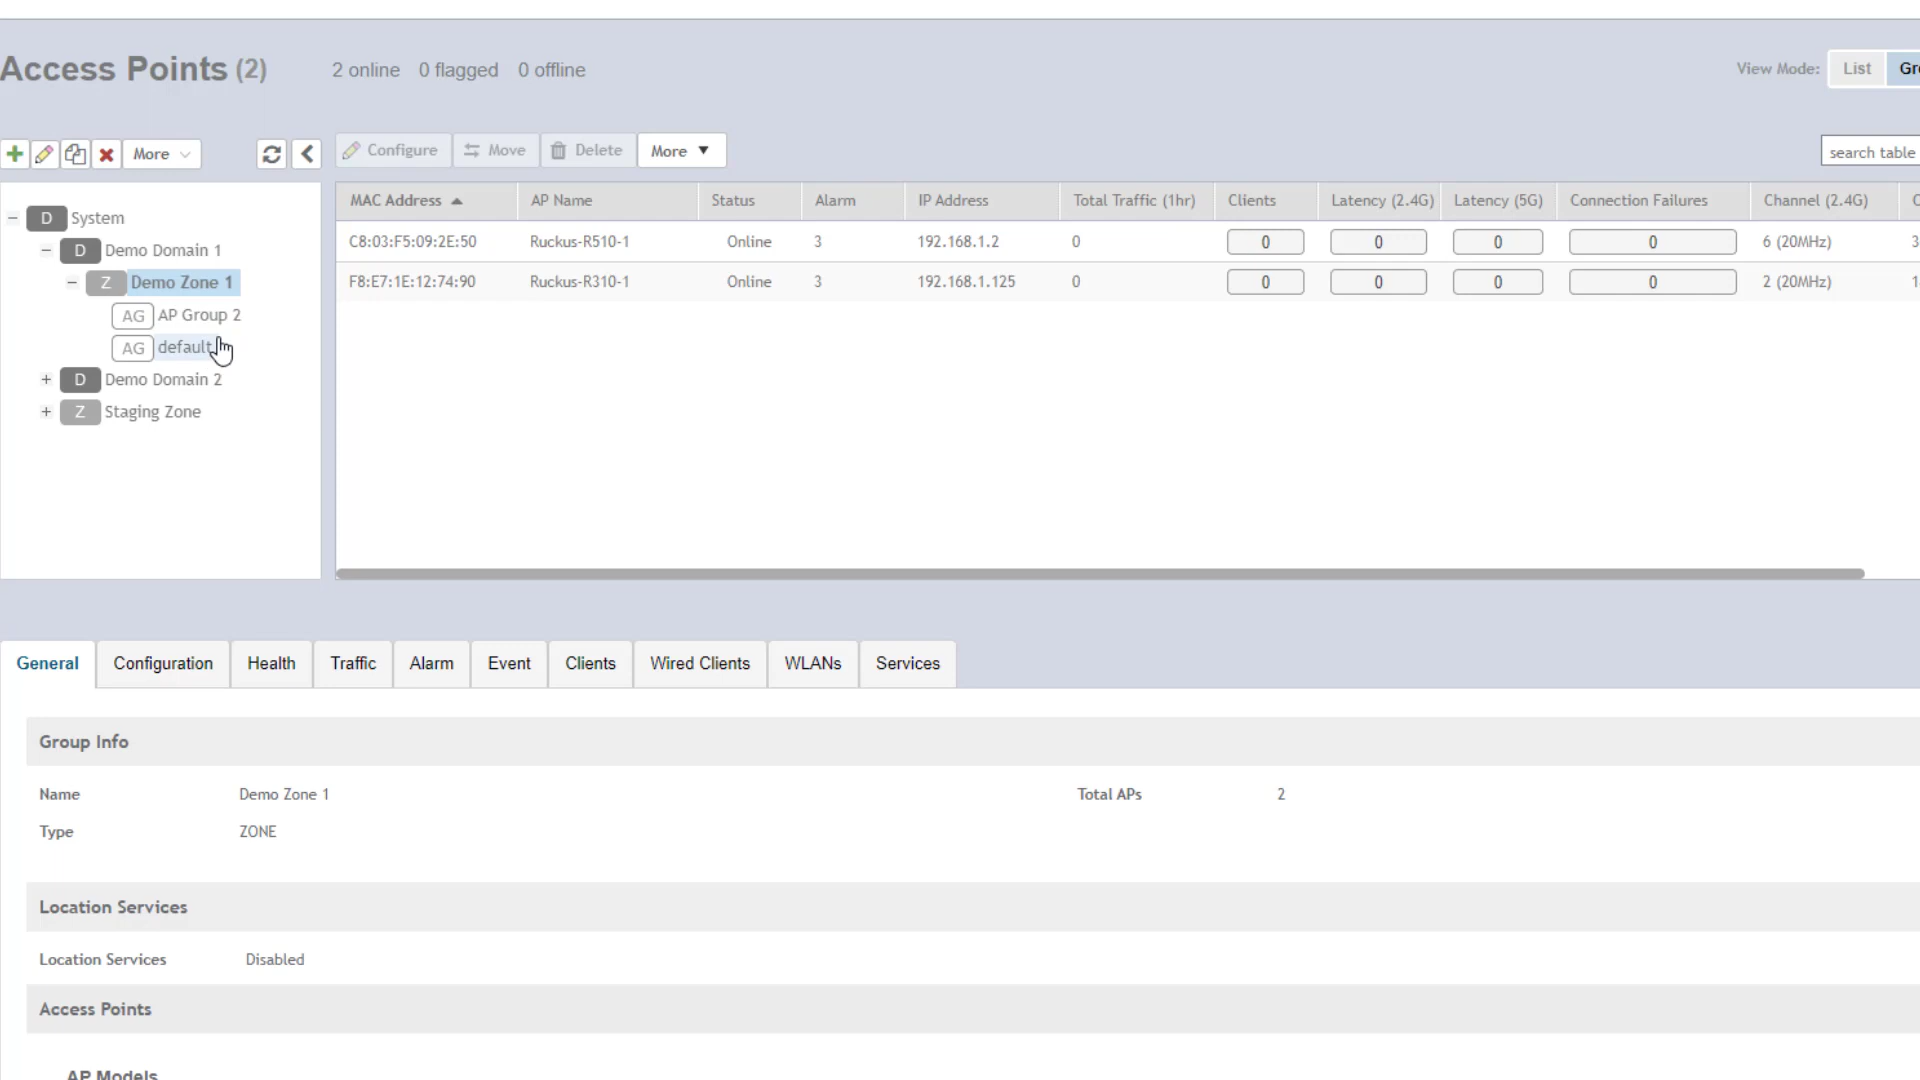 Access Points (2) 2 online 0 flagged 0 offline View Mode: List
More Configure Move Delete More search table
MAC Address AP Name Status Alarm IP Address Total Traffic (1hr) Clients Latency (2.4G) Latency (5G) Connection Failures Channel (2.4G)
C8:03:F5:09:2E:50 Ruckus-R510-1 Online 3 192.168.1.2 0 0 0 0 0 6 (20MHz) 3
F8:E7:1E:12:74:90 Ruckus-R310-1 Online 3 192.168.1.125 0 0 0 0 0 2 (20MHz)
D System
D Demo Domain 1
Z Demo Zone 1
AG AP Group 2
AG default
D Demo Domain 2
Z Staging Zone
General Configuration Health Traffic Alarm Event Clients Wired Clients WLANs Services
Group Info
Name Demo Zone 1 Total APs 2
Type ZONE
Location Services
Location Services Disabled
Access Points
AP Models